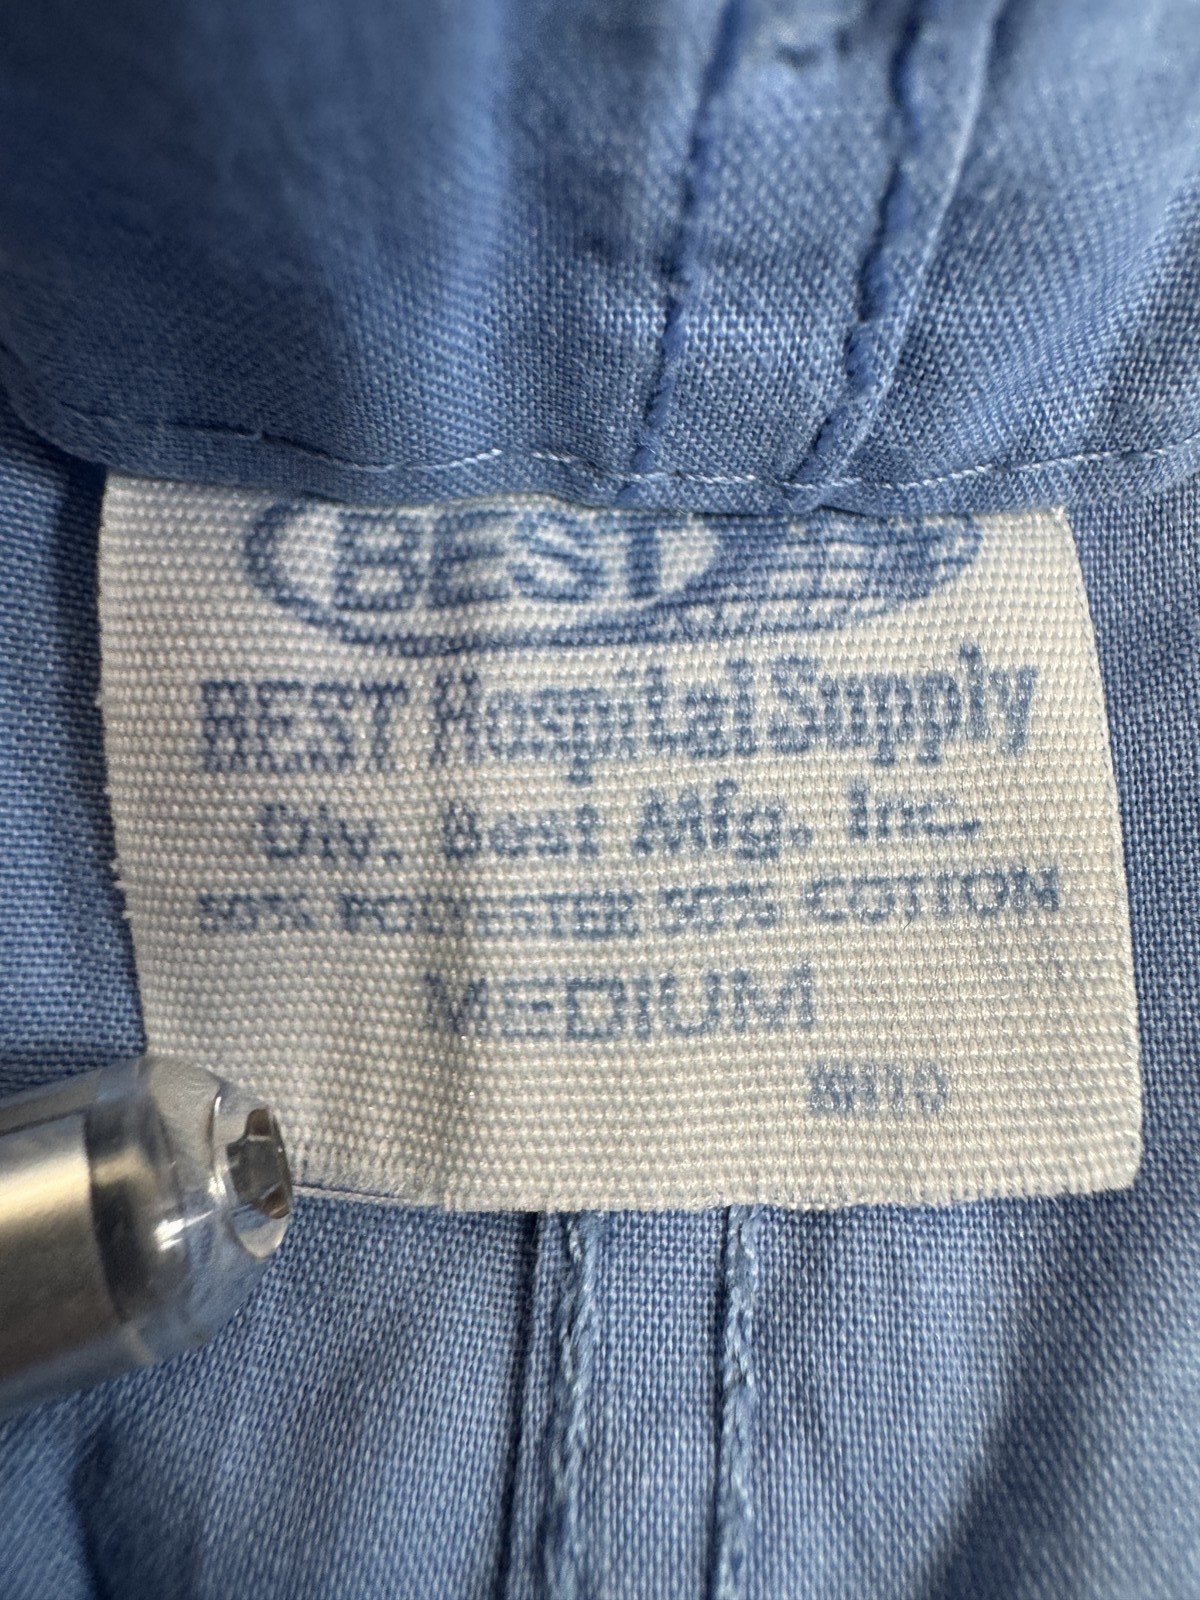 BEST
BEST Hospital Supply
Div. Best Mfg. Inc.
50% POLYESTER 50% COTTON
MEDIUM